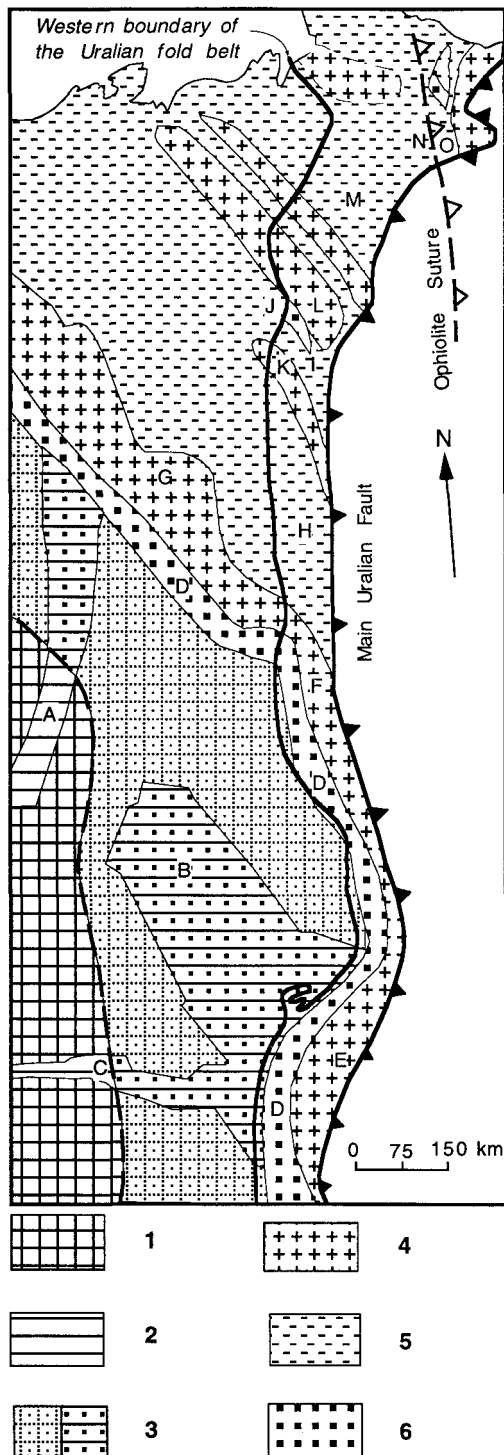 Western boundary of
the Uralian fold belt
N
O
M
Ophiolite Suture
J
L
K
I
N
G
H
Main Uralian Fault
D'
F
A
'D
B
C
E
D
0 75 150 km
1
4
2
5
3
6